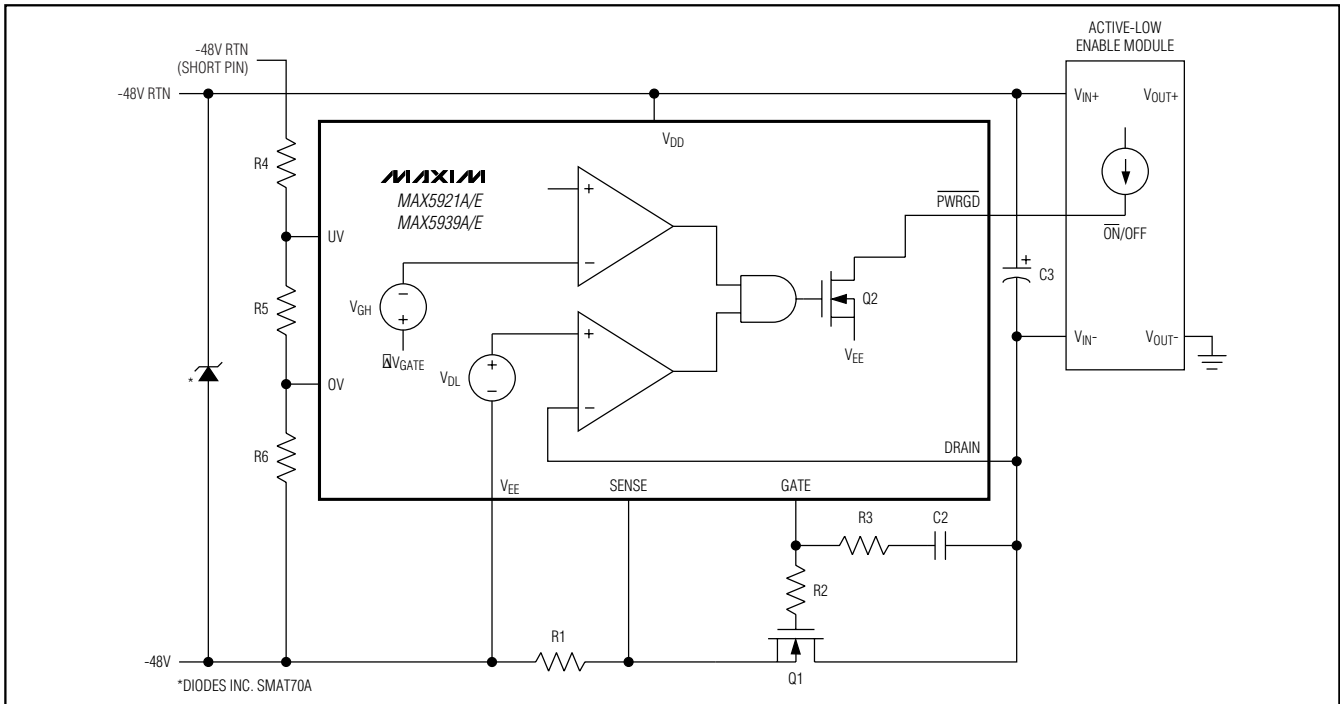 ACTIVE-LOW
ENABLE MODULE
-48V RTN
(SHORT PIN)
-48V RTN
VIN+
VOUT+
VDD
R4
MAXIM
MAX5921A/E
MAX5939A/E
+
PWRGD
ON/OFF
UV
−
+
C3
VGH
−
+
R5
Q2
VIN-
VOUT-
VEE
VGATE
+
*
VDL
+
−
OV
−
R6
DRAIN
VEE
SENSE
GATE
R3
C2
R2
R1
-48V
Q1
*DIODES INC. SMAT70A